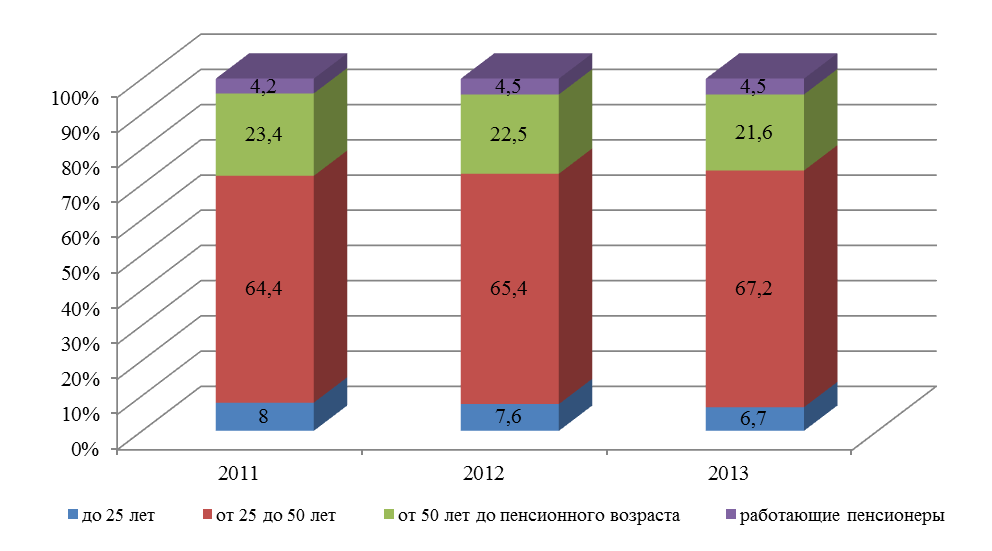 100%
90%
80%
70%
60%
50%
40%
30%
20%
10%
0%
4,2 4,5 4,5
23,4 22,5 21,6
64,4 65,4 67,2
8 7,6 6,7
2011 2012 2013
до 25 лет от 25 до 50 лет от 50 лет до пенсионного возраста работающие пенсионеры